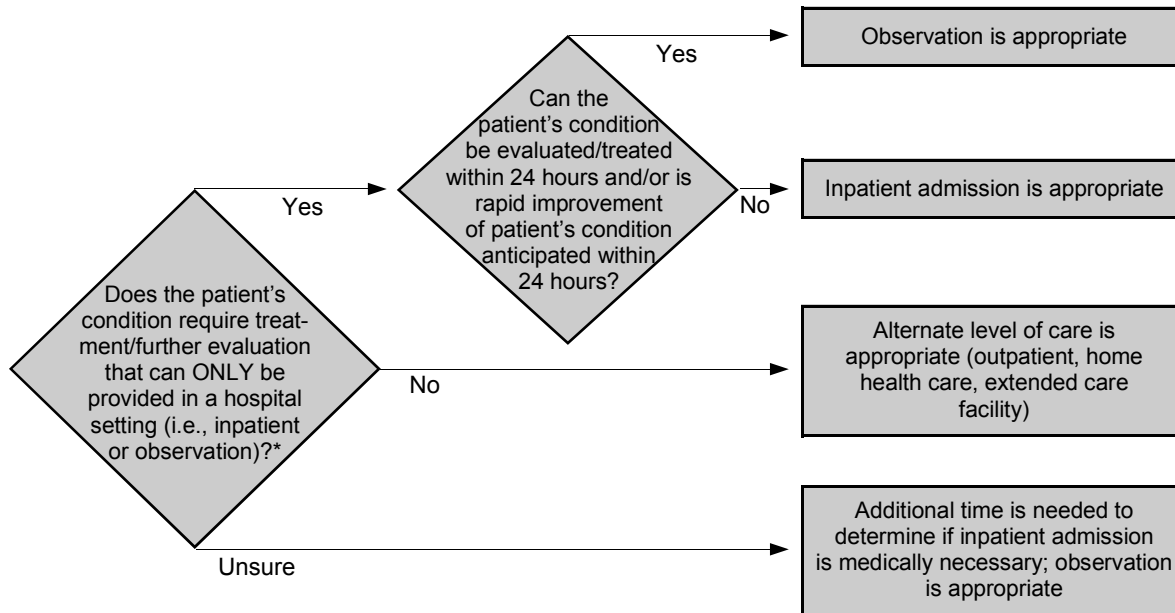 Does the patient's
condition require treat-
ment/further evaluation
that can ONLY be
provided in a hospital
setting (i.e., inpatient
or observation)?*
Yes
Can the
patient's condition
be evaluated/treated
within 24 hours and/or is
rapid improvement
of patient's condition
anticipated within
24 hours?
Yes
Observation is appropriate
No
Inpatient admission is appropriate
No
Alternate level of care is
appropriate (outpatient, home
health care, extended care
facility)
Unsure
Additional time is needed to
determine if inpatient admission
is medically necessary; observation
is appropriate